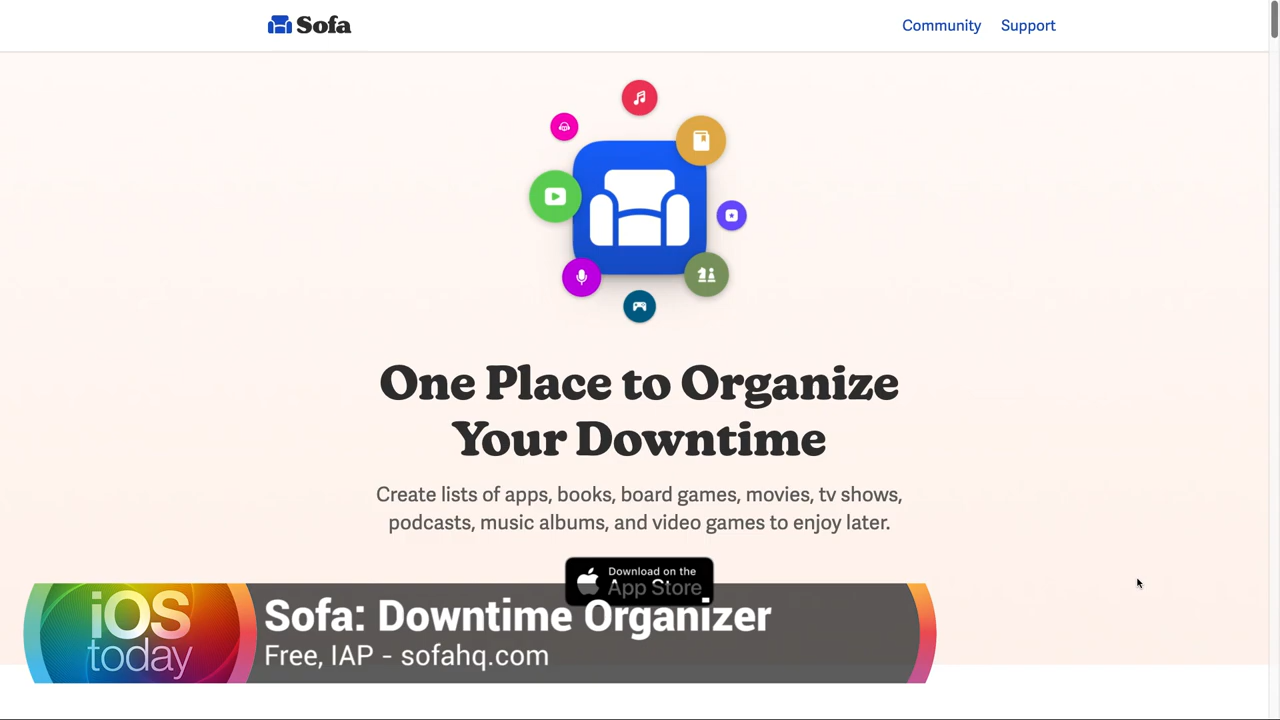 Sofa
Community
Support
One Place to Organize
Your Downtime
Create lists of apps, books, board games, movies, tv shows,
podcasts, music albums, and video games to enjoy later.
Download on the
App Store
iOS
today
Sofa: Downtime Organizer
Free, IAP - sofahq.com